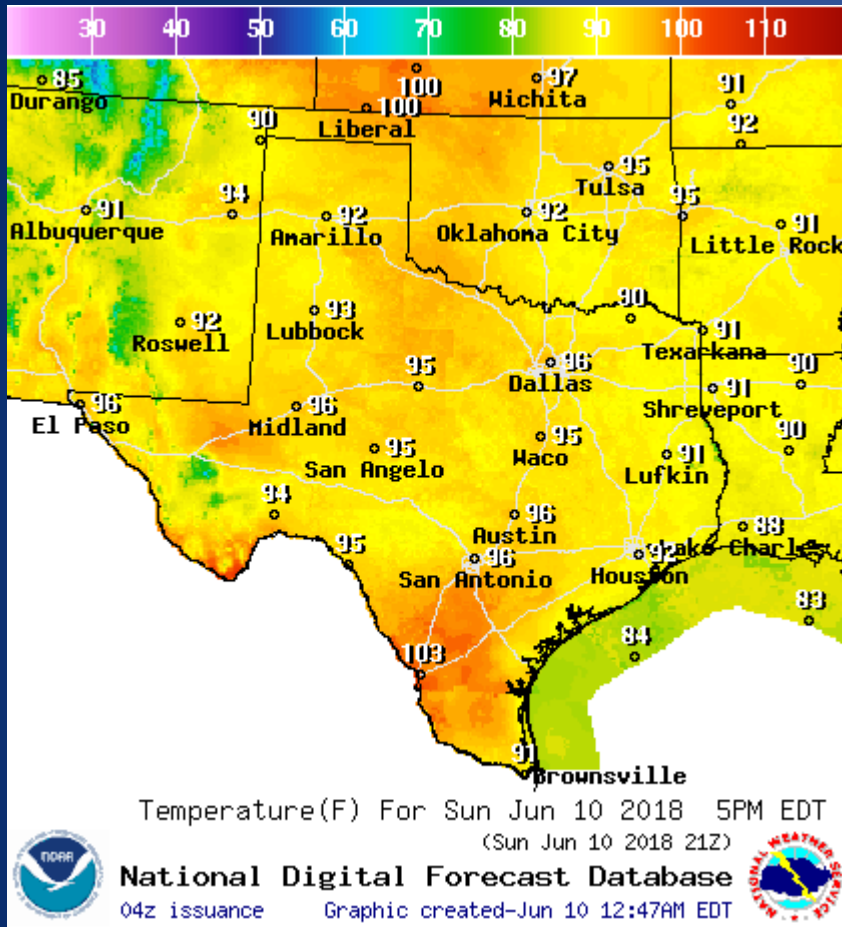 30 40 50 60 70 80 90 100 110
85
Durango
100
97
Wichita
100
Liberal
91
92
90
95
Tulsa
91
Albuquerque
94
92
Amarillo
92
Oklahoma City
95
91
Little Rock
92
Roswell
93
Lubbock
90
91
Texarkana
96
El Paso
96
Midland
95
96
Dallas
91
Shreveport
90
95
San Angelo
95
Waco
91
Lufkin
90
94
96
Austin
88
Lake Charles
95
96
San Antonio
92
Houston
83
84
103
91
Brownsville
Temperature(F) For Sun Jun 10 2018 5PM EDT
(Sun Jun 10 2018 21Z)
National Digital Forecast Database
04z issuance Graphic created-Jun 10 12:47AM EDT
NOAA
NATIONAL WEATHER SERVICE